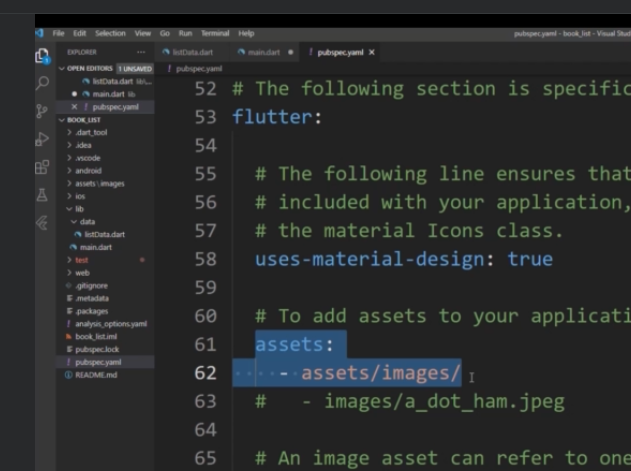 File Edit Selection View Go Run Terminal Help pubspec.yaml - book_list - Visual Stud
EXPLORER ...
listData.dart main.dart pubspec.yaml
OPEN EDITORS 1 UNSAVED
listData.dart lib\...
main.dart lib
pubspec.yaml
BOOK_LIST
.dart_tool
.idea
.vscode
android
assets\images
ios
lib
data
listData.dart
main.dart
test
web
.gitignore
.metadata
.packages
analysis_options.yaml
book_list.iml
pubspec.lock
pubspec.yaml
README.md
! pubspec.yaml
52 # The following section is specific
53 flutter:
54
55 # The following line ensures that
56 # included with your application,
57 # the material Icons class.
58 uses-material-design: true
59
60 # To add assets to your applicati
61 assets:
62 - assets/images/
63 # - images/a_dot_ham.jpeg
64
65 # An image asset can refer to one